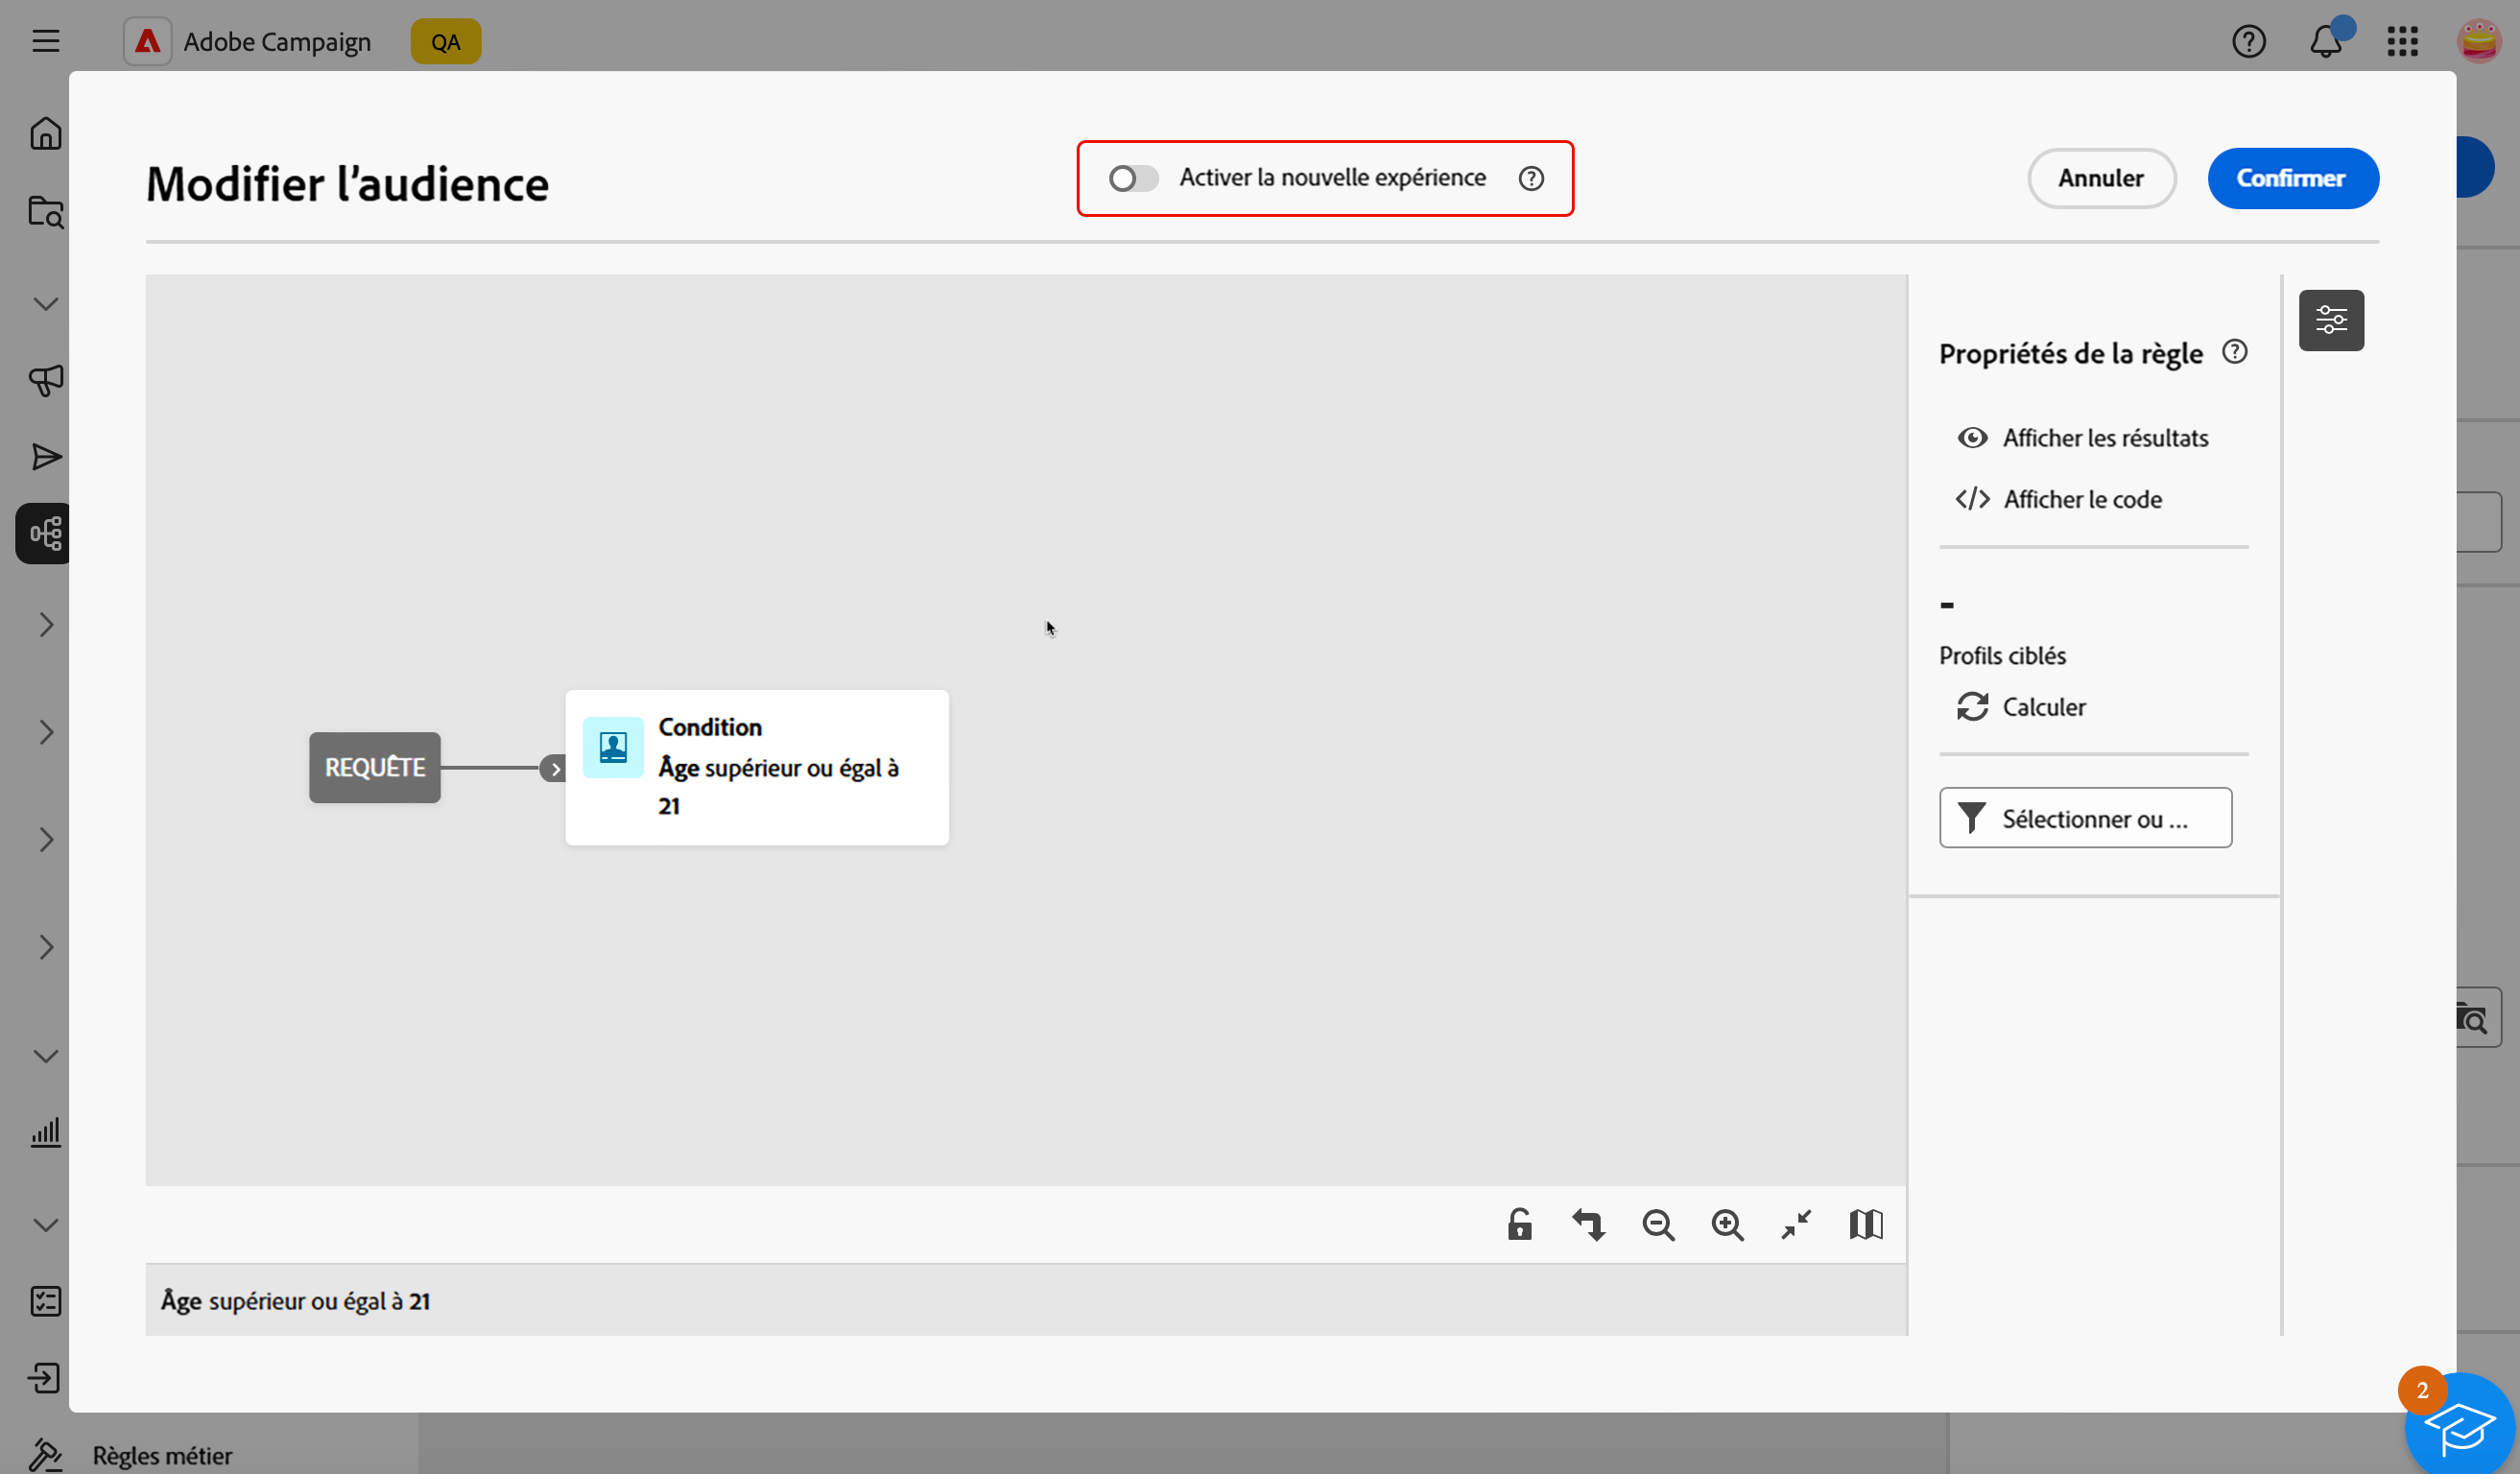 Adobe Campaign
QA
Modifier l’audience
Activer la nouvelle expérience
Annuler
Confirmer
Propriétés de la règle
Afficher les résultats
Afficher le code
-
Profils ciblés
Calculer
Sélectionner ou ...
REQUÊTE
Condition
Âge supérieur ou égal à
21
Âge supérieur ou égal à 21
2
Règles métier